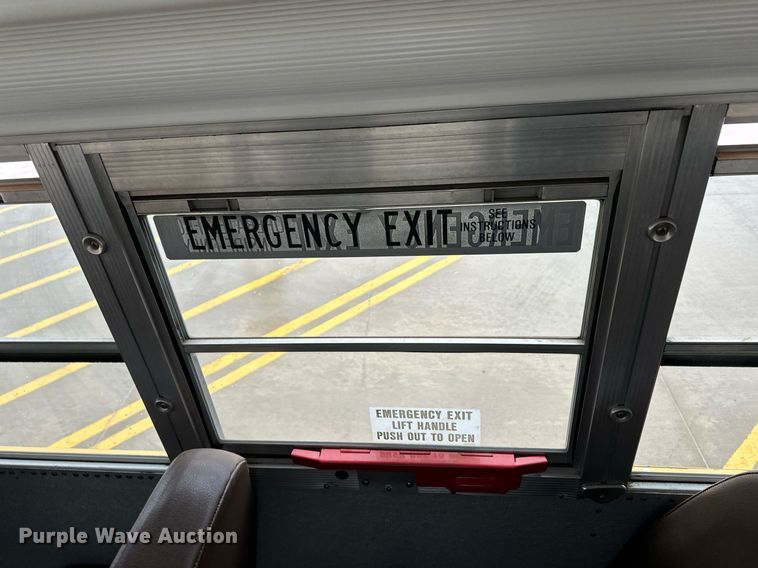 EMERGENCY EXIT
SEE
INSTRUCTIONS
BELOW
EMERGENCY EXIT
LIFT HANDLE
PUSH OUT TO OPEN
Purple Wave Auction